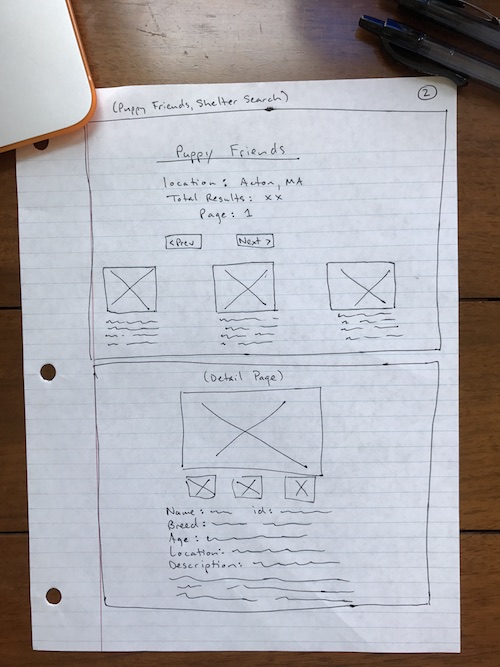 (Puppy Friends, Shelter Search)
2
Puppy Friends
location: Acton, MA
Total Results: xx
Page: 1
< Prev
Next >
(Detail Page)
Name: id:
Breed:
Age:
Location:
Description: